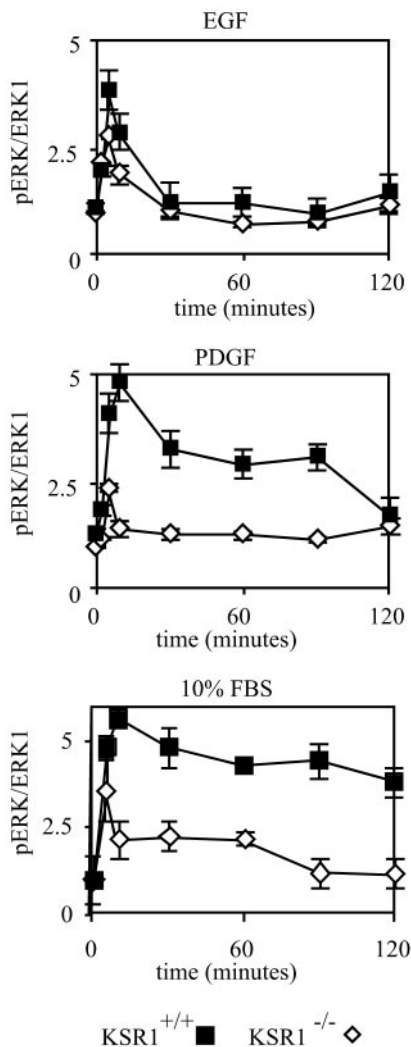 EGF
pERK/ERK1
5
2.5
0
0 60 120
time (minutes)
PDGF
pERK/ERK1
5
2.5
0
0 60 120
time (minutes)
10% FBS
pERK/ERK1
5
2.5
0
0 60 120
time (minutes)
KSR1 +/+ KSR1 -/-